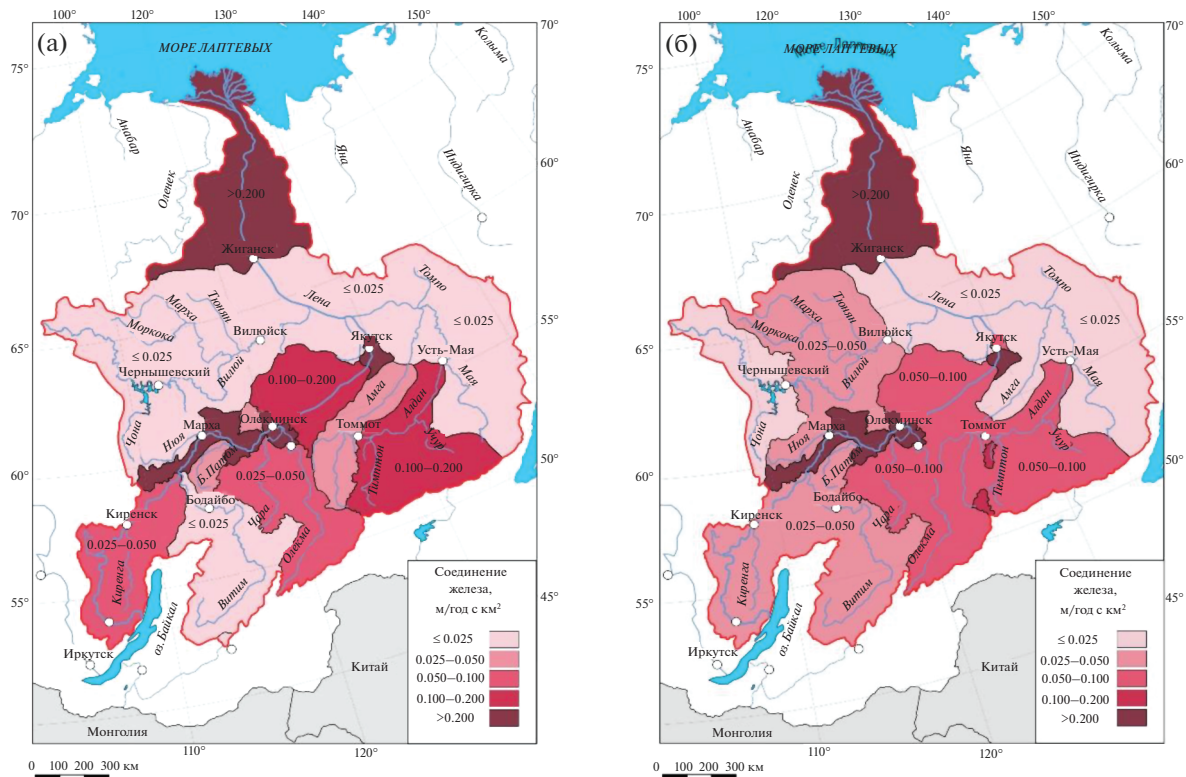 100° 110° 120° 130° 140° 150° 70°
(а)
МОРЕ ЛАПТЕВЫХ
Колыма
75°
Анабар
Оленек
Яна
Индигирка
60°
>0.200
70°
Жиганск
Томпо
≤ 0.025
Лена
Тюнян
Марха
Моркока
Вилюйск
Якутск
≤ 0.025
55°
65°
≤ 0.025
Чернышевский
Вилюй
0.100–0.200
Усть-Мая
Мая
Амга
Алдан
Чона
Марха
Олекминск
Нюя
Томмот
Учур
50°
60°
Б.Патом
0.025–0.050
Тимптон
0.100–0.200
Бодайбо
≤ 0.025
Чара
Киренск
0.025–0.050
Олекма
Киренга
Витим
55°
оз.Байкал
Иркутск
45°
Соединение
железа,
м/год с км²
≤ 0.025
0.025–0.050
0.050–0.100
0.100–0.200
>0.200
Китай
Монголия
110°
120°
0 100 200 300 км
100° 110° 120° 130° 140° 150° 70°
(б)
МОРЕ ЛАПТЕВЫХ
Колыма
75°
Анабар
Оленек
Яна
Индигирка
60°
>0.200
70°
Жиганск
Томпо
≤ 0.025
Лена
Тюнян
Марха
Моркока
Вилюйск
0.025–0.050
Якутск
≤ 0.025
55°
65°
Чернышевский
Вилюй
0.050–0.100
Усть-Мая
Мая
Амга
Алдан
Чона
Марха
Олекминск
Нюя
Томмот
Учур
50°
60°
Б.Патом
0.050–0.100
Тимптон
0.050–0.100
Бодайбо
0.025–0.050
Чара
Киренск
Олекма
Киренга
Витим
55°
оз.Байкал
Иркутск
45°
Соединение
железа,
м/год с км²
≤ 0.025
0.025–0.050
0.050–0.100
0.100–0.200
>0.200
Китай
Монголия
110°
120°
0 100 200 300 км